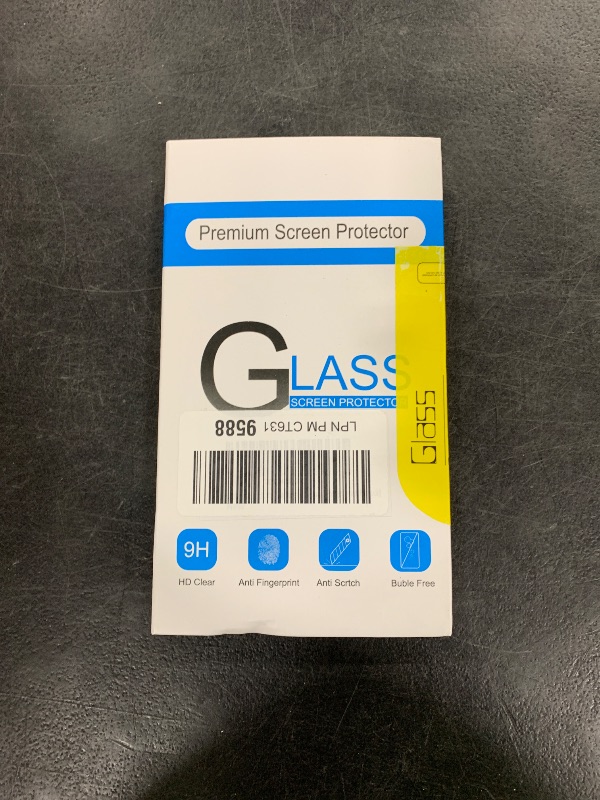 Premium Screen Protector
GLASS
SCREEN PROTECTO
Glass
LPN PM CT631 9588
9H
HD Clear
Anti Fingerprint
Anti Scrtch
Buble Free